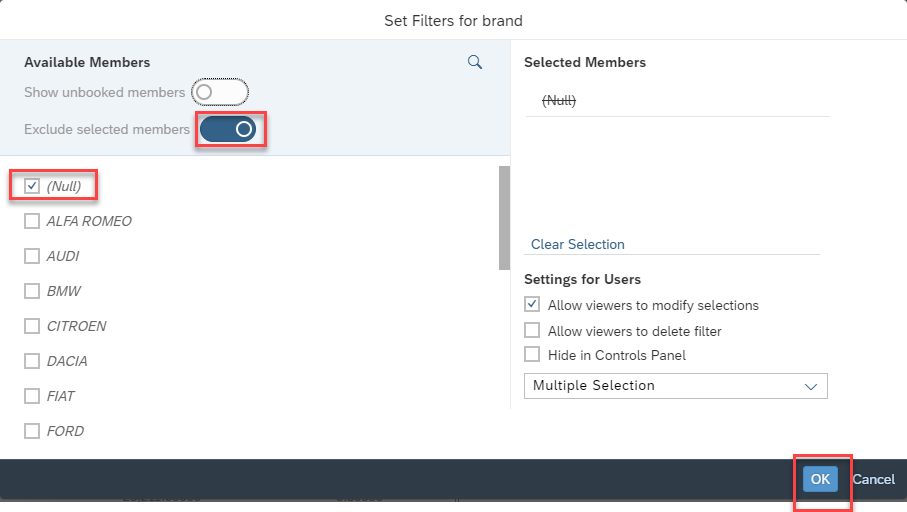 Set Filters for brand
Available Members
Show unbooked members
Exclude selected members
(Null)
ALFA ROMEO
AUDI
BMW
CITROEN
DACIA
FIAT
FORD
Selected Members
(Null)
Clear Selection
Settings for Users
Allow viewers to modify selections
Allow viewers to delete filter
Hide in Controls Panel
Multiple Selection
OK Cancel